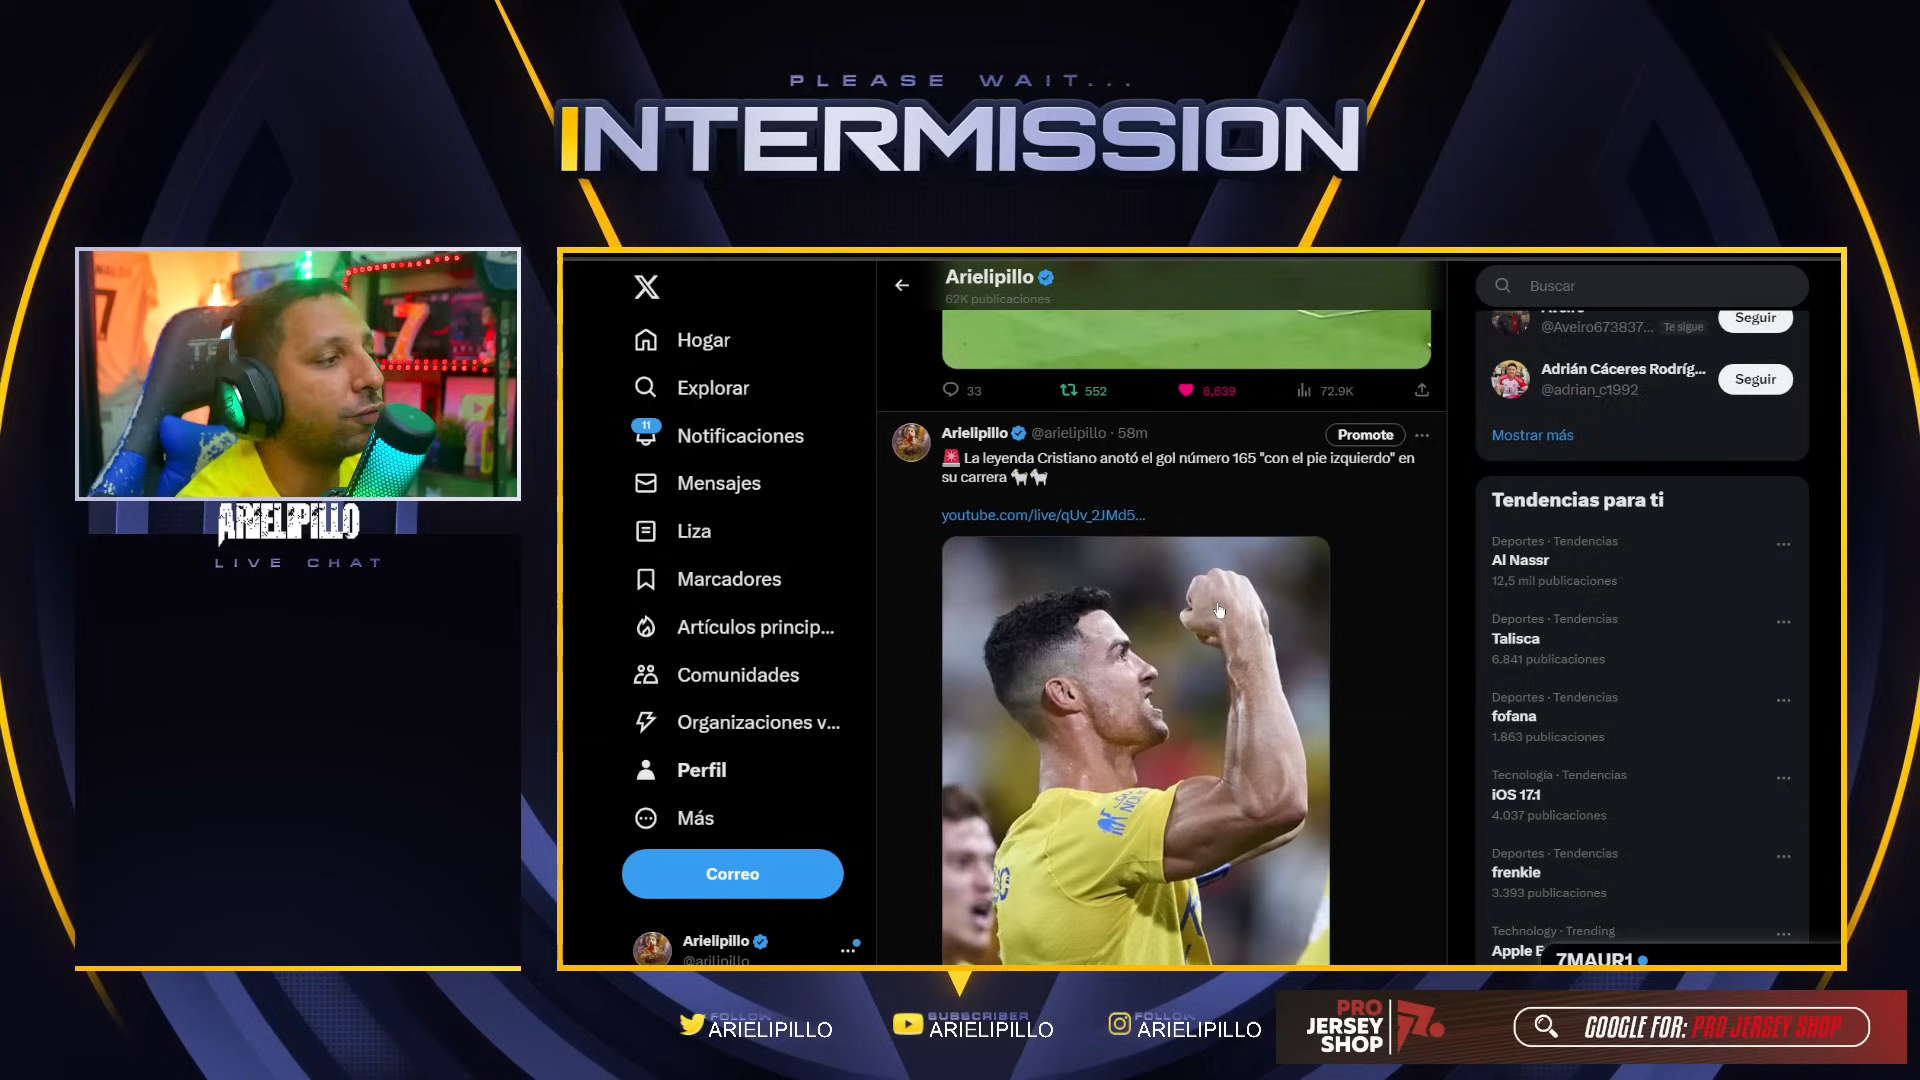 PLEASE WAIT...
INTERMISSION
ARIELIPILLO
LIVE CHAT
Hogar
Explorar
11
Notificaciones
Mensajes
Liza
Marcadores
Artículos princip...
Comunidades
Organizaciones v...
Perfil
Más
Correo
Arielipillo
Arielipillo
62K publicaciones
33
552
6,639
72.9K
Arielipillo @arielipillo · 58m
Promote
🚨 La leyenda Cristiano anotó el gol número 165 "con el pie izquierdo" en
su carrera 🐐🐐
youtube.com/live/qUv_2JMd5...
Buscar
@Aveiro673837... Te sigue
Seguir
Adrián Cáceres Rodríg...
@adrian_c1992
Seguir
Mostrar más
Tendencias para ti
Deportes · Tendencias
Al Nassr
12,5 mil publicaciones
Deportes · Tendencias
Talisca
6.841 publicaciones
Deportes · Tendencias
fofana
1.863 publicaciones
Tecnología · Tendencias
iOS 17.1
4.037 publicaciones
Deportes · Tendencias
frenkie
3.393 publicaciones
Technology · Trending
Apple
7MAUR1
FOLLOW
ARIELIPILLO
SUBSCRIBER
ARIELIPILLO
FOLLOW
ARIELIPILLO
PRO
JERSEY
SHOP
GOOGLE FOR: PRO JERSEY SHOP